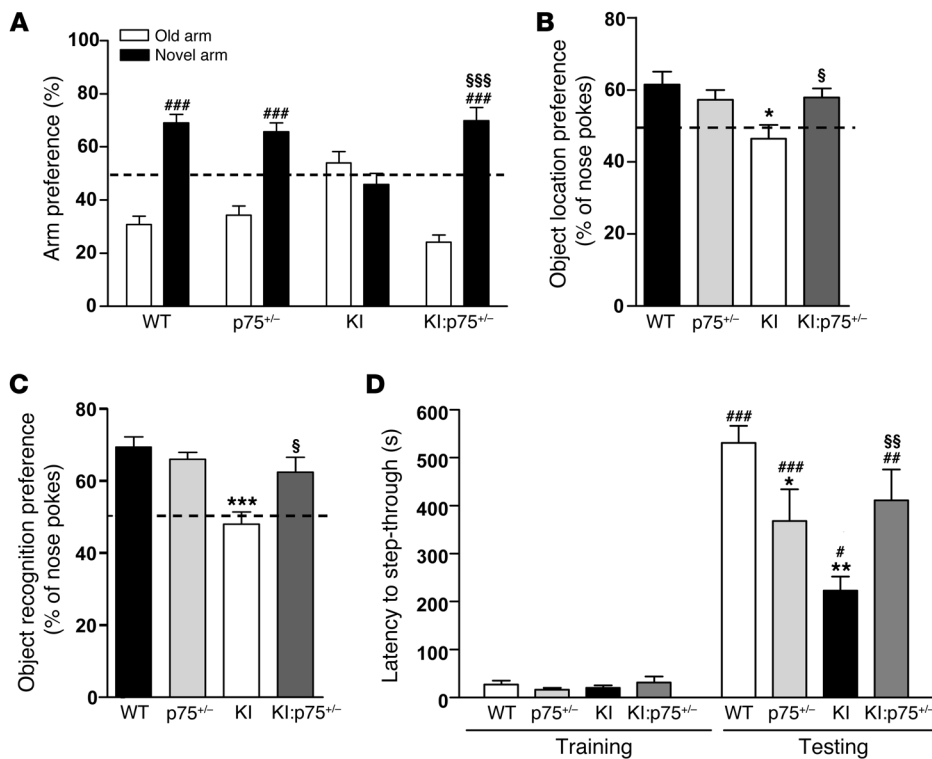 A
Old arm
Novel arm
Arm preference (%)
100
80
60
40
20
0
###
###
§§§
###
WT
p75+/–
KI
KI:p75+/–
B
Object location preference
(% of nose pokes)
80
60
40
20
0
*
§
WT
p75+/–
KI
KI:p75+/–
C
Object recognition preference
(% of nose pokes)
80
60
40
20
0
***
§
WT
p75+/–
KI
KI:p75+/–
D
Latency to step-through (s)
600
500
400
200
100
0
###
###
*
#
**
§§
##
WT
p75+/–
KI
KI:p75+/–
WT
p75+/–
KI
KI:p75+/–
Training
Testing